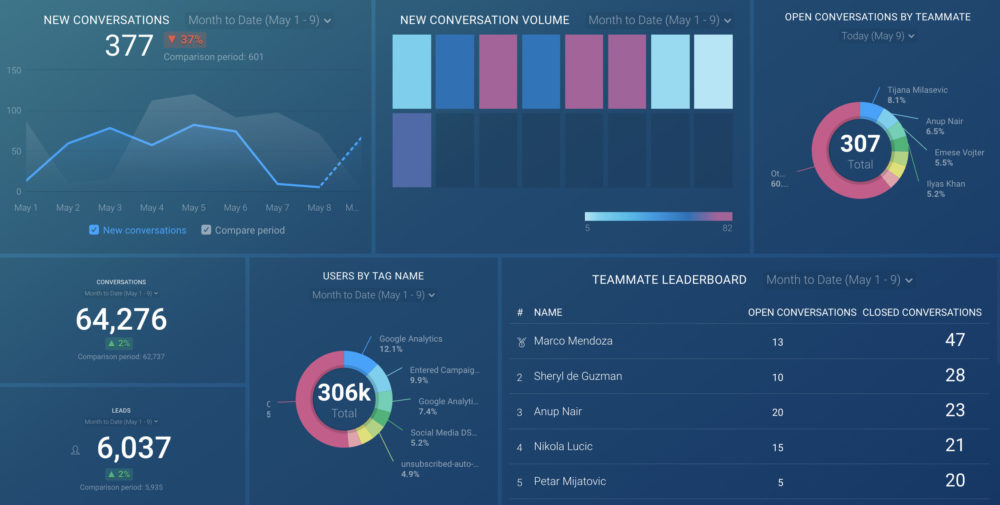 NEW CONVERSATIONS Month to Date (May 1 - 9)
377 ▼ 37%
Comparison period: 601
150
100
50
0
May 1 May 2 May 3 May 4 May 5 May 6 May 7 May 8 M...
New conversations Compare period
NEW CONVERSATION VOLUME Month to Date (May 1 - 9)
5 82
OPEN CONVERSATIONS BY TEAMMATE
Today (May 9)
Tijana Milasevic
8.1%
Anup Nair
6.5%
Emese Vojter
5.5%
Ilyas Khan
5.2%
Ot...
60....
307
Total
CONVERSATIONS
Month to Date (May 1 - 9)
64,276
▲ 2%
Comparison period: 62,737
LEADS
Month to Date (May 1 - 9)
6,037
▲ 2%
Comparison period: 5,935
USERS BY TAG NAME
Month to Date (May 1 - 9)
Google Analytics
12.1%
Entered Campaig...
9.9%
Google Analyti...
7.4%
Social Media DS...
5.2%
unsubscribed-auto-...
4.9%
5
306k
Total
TEAMMATE LEADERBOARD Month to Date (May 1 - 9)
# NAME OPEN CONVERSATIONS CLOSED CONVERSATIONS
Marco Mendoza 13 47
2 Sheryl de Guzman 10 28
3 Anup Nair 20 23
4 Nikola Lucic 15 21
5 Petar Mijatovic 5 20